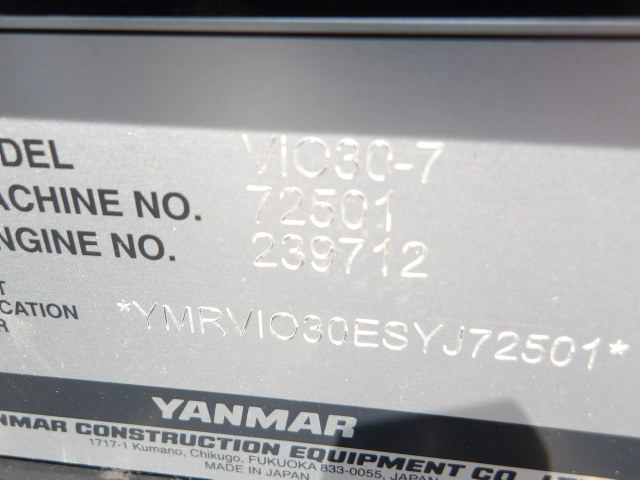 DEL VIO30-7
ACHINE NO. 72501
NGINE NO. 239712
T
CATION
R
*YMRVIO30ESYJ72501*
YANMAR
NMAR CONSTRUCTION EQUIPMENT CO., LT
1717-1 Kumano, Chikugo, FUKUOKA 833-0055, JAPAN
MADE IN JAPAN